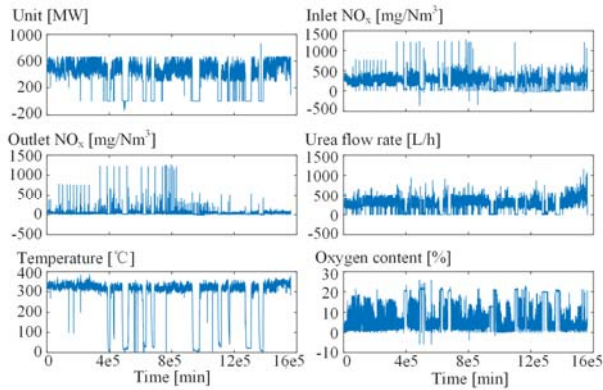 Unit [MW]
1000
600
200
-200
Inlet NOₓ [mg/Nm³]
1500
1000
500
0
-500
Outlet NOₓ [mg/Nm³]
1500
1000
500
0
-500
Urea flow rate [L/h]
1500
1000
500
0
-500
Temperature [℃]
400
300
200
100
0
0 4e5 8e5 12e5 16e5
Time [min]
Oxygen content [%]
30
20
10
0
-10
0 4e5 8e5 12e5 16e5
Time [min]